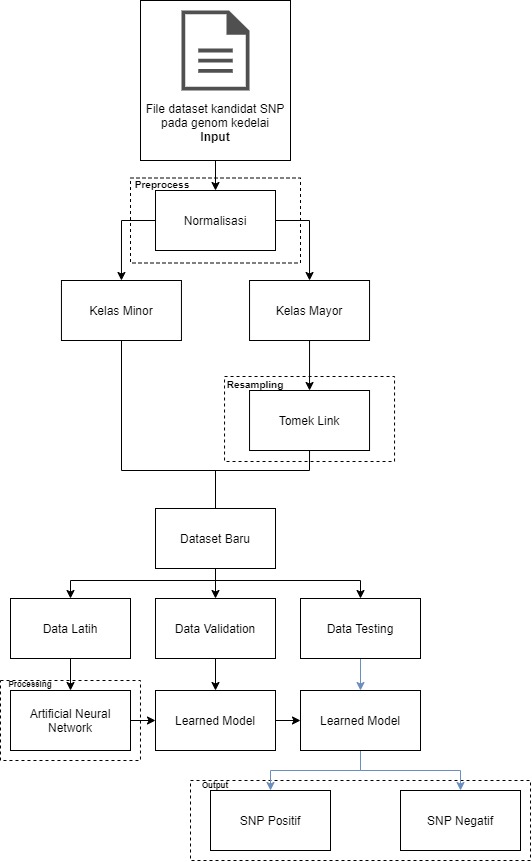 File dataset kandidat SNP
pada genom kedelai
Input
Preprocess
Normalisasi
Kelas Minor
Kelas Mayor
Resampling
Tomek Link
Dataset Baru
Data Latih
Data Validation
Data Testing
Processing
Artificial Neural
Network
Learned Model
Learned Model
Output
SNP Positif
SNP Negatif